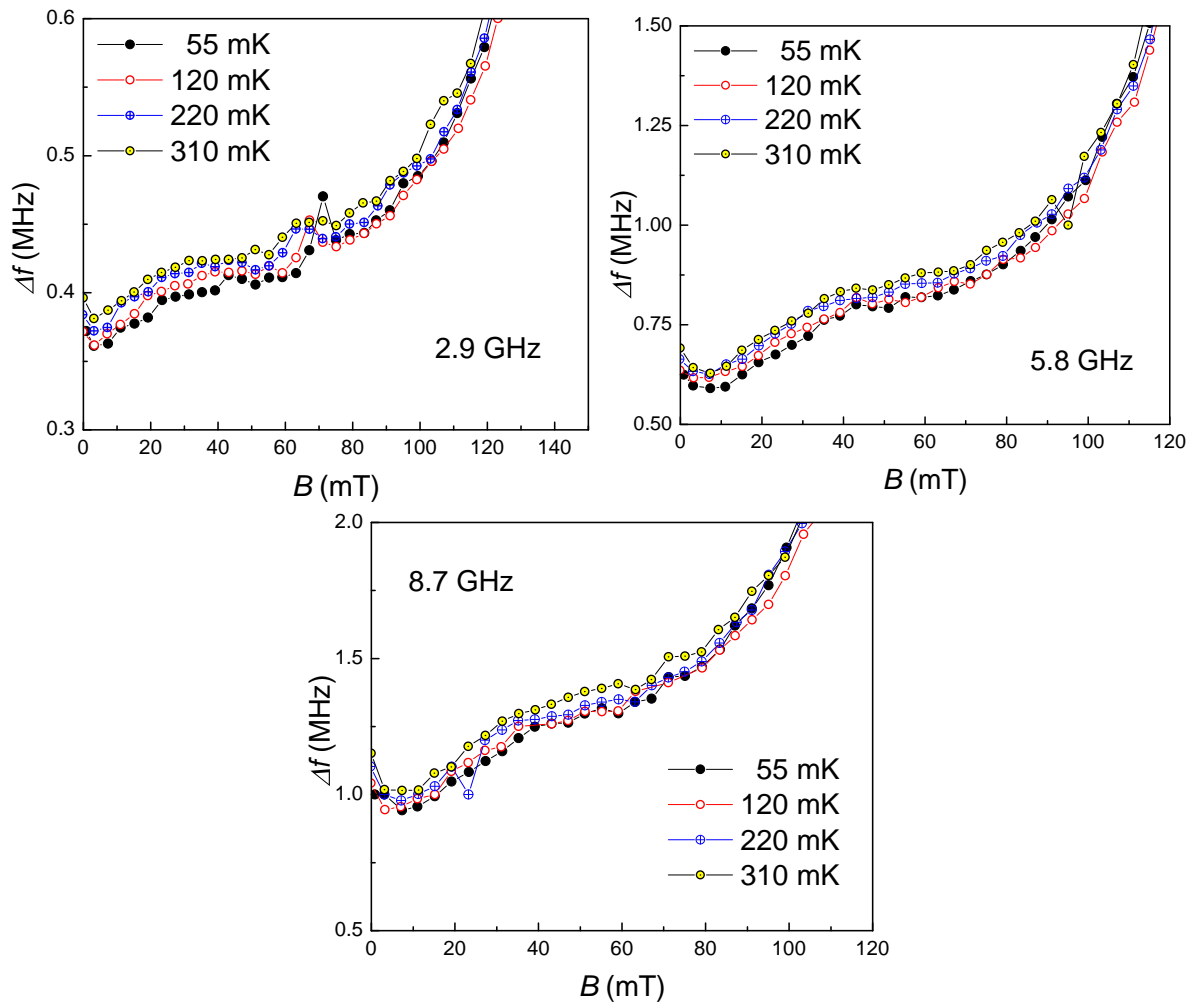 0.6
0.5
0.4
0.3
Δf (MHz)
55 mK
120 mK
220 mK
310 mK
2.9 GHz
0 20 40 60 80 100 120 140
B (mT)
1.50
1.25
1.00
0.75
0.50
Δf (MHz)
55 mK
120 mK
220 mK
310 mK
5.8 GHz
0 20 40 60 80 100 120
B (mT)
2.0
1.5
1.0
0.5
Δf (MHz)
8.7 GHz
55 mK
120 mK
220 mK
310 mK
0 20 40 60 80 100 120
B (mT)